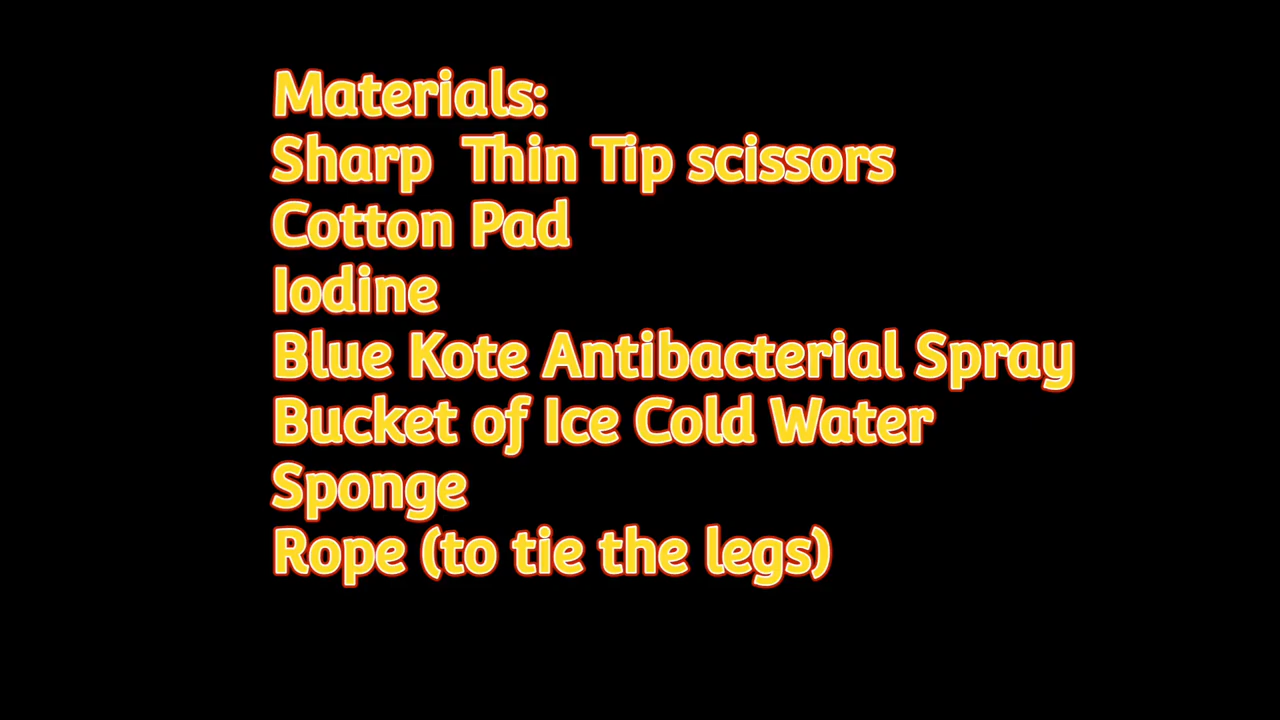 Materials:
Sharp  Thin Tip scissors
Cotton Pad
Iodine
Blue Kote Antibacterial Spray
Bucket of Ice Cold Water
Sponge
Rope (to tie the legs)